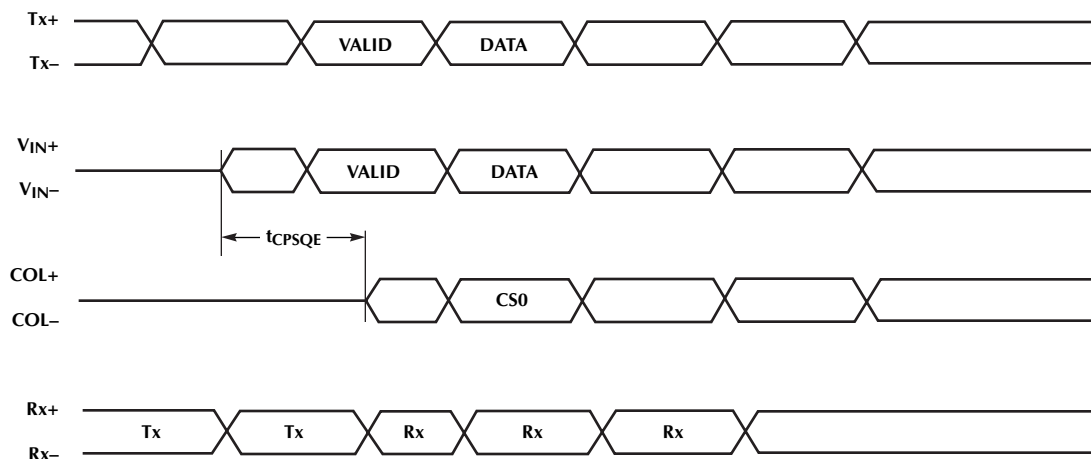 Tx+
VALID DATA
Tx–
VIN+
VALID DATA
VIN–
tCPSQE
COL+
CS0
COL–
Rx+
Tx Tx Rx Rx Rx
Rx–